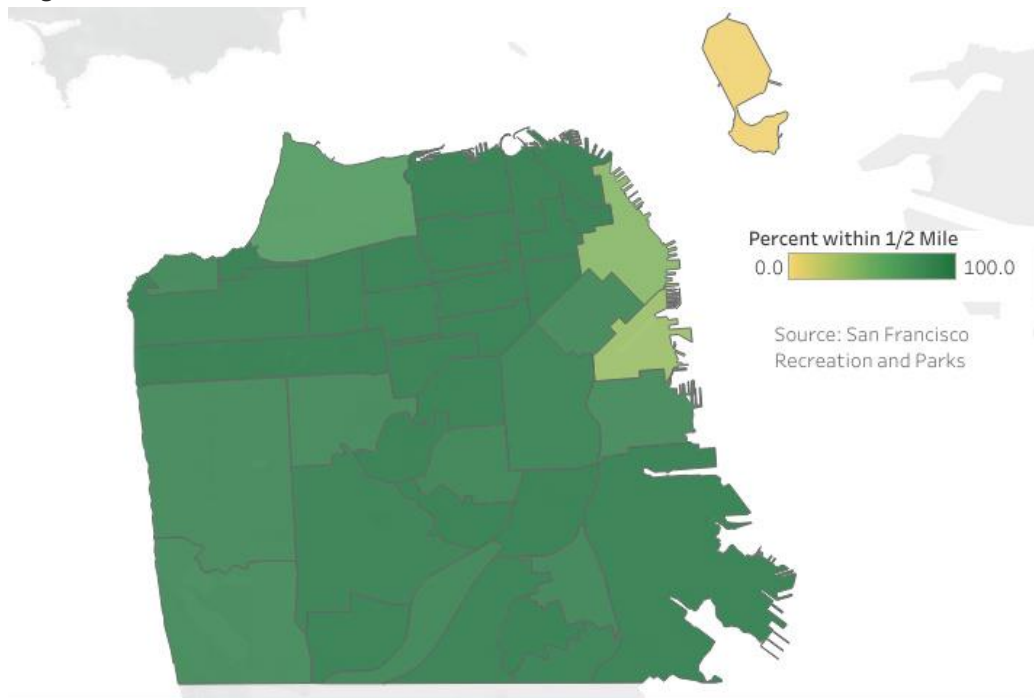 Percent within 1/2 Mile
0.0 100.0
Source: San Francisco
Recreation and Parks